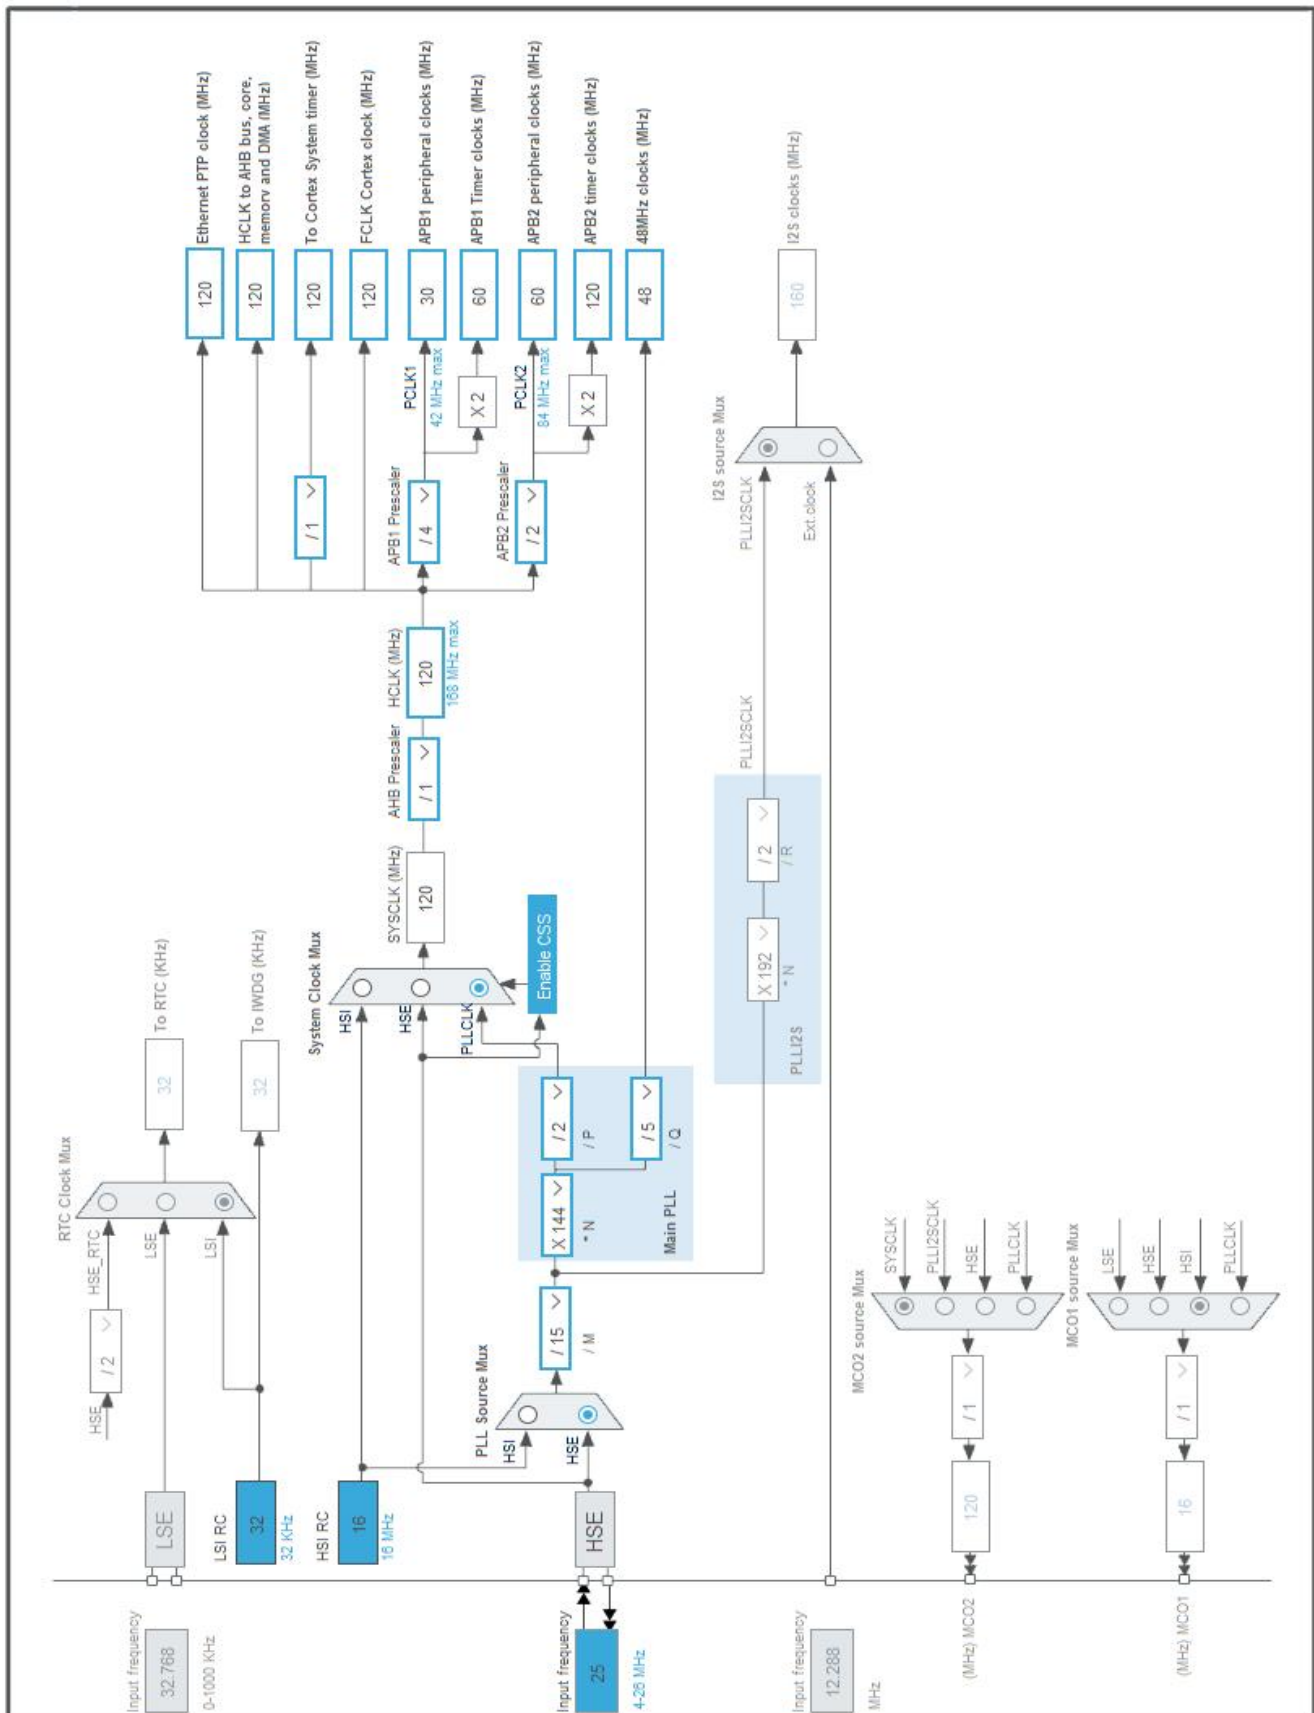 Input frequency
32.768
0-1000 KHz
LSE
HSE
/ 2
HSE_RTC
LSE
LSI
RTC Clock Mux
32
To RTC (KHz)
LSI RC
32
32 KHz
32
To IWDG (KHz)
HSI RC
16
16 MHz
System Clock Mux
HSI
HSE
PLLCLK
Enable CSS
SYSCLK (MHz)
120
AHB Prescaler
/ 1
HCLK (MHz)
120
168 MHz max
120
Ethernet PTP clock (MHz)
120
HCLK to AHB bus, core,
memory and DMA (MHz)
/ 1
120
To Cortex System timer (MHz)
120
FCLK Cortex clock (MHz)
APB1 Prescaler
/ 4
PCLK1
42 MHz max
30
APB1 peripheral clocks (MHz)
X 2
60
APB1 Timer clocks (MHz)
APB2 Prescaler
/ 2
PCLK2
84 MHz max
60
APB2 peripheral clocks (MHz)
X 2
120
APB2 timer clocks (MHz)
48
48MHz clocks (MHz)
PLL Source Mux
HSI
HSE
Input frequency
25
4-26 MHz
HSE
/ 15
/ M
X 144
* N
/ 2
/ P
/ 5
/ Q
Main PLL
X 192
* N
/ 2
/ R
PLLI2S
PLLI2SCLK
PLLI2SCLK
I2S source Mux
Ext.clock
160
I2S clocks (MHz)
Input frequency
12.288
MHz
MCO2 source Mux
SYSCLK
PLLI2SCLK
HSE
PLLCLK
/ 1
120
(MHz) MCO2
MCO1 source Mux
LSE
HSE
HSI
PLLCLK
/ 1
16
(MHz) MCO1